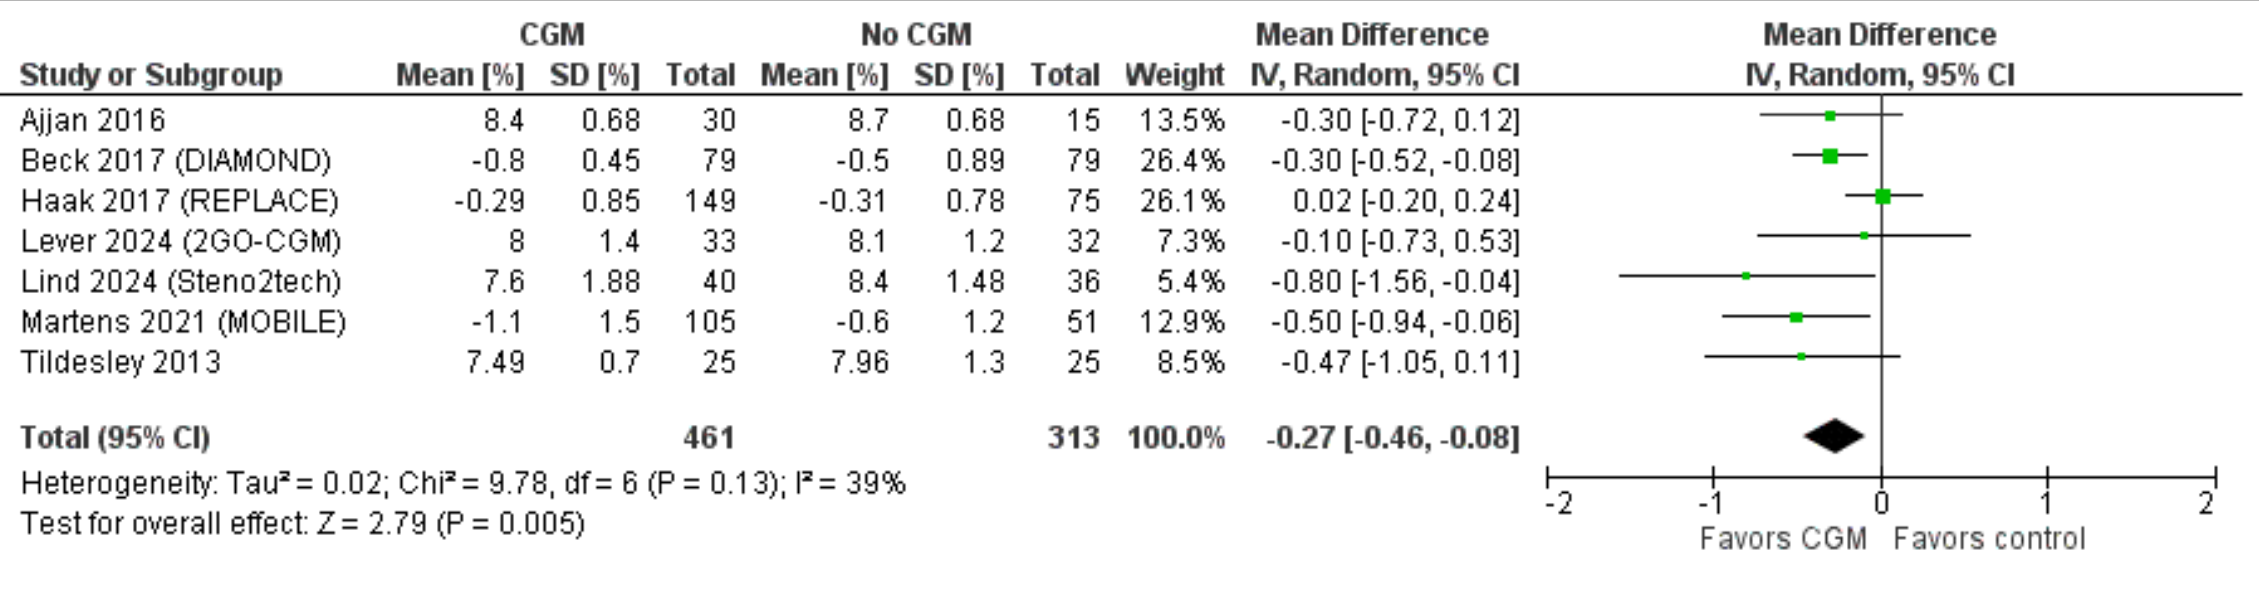 CGM No CGM Mean Difference Mean Difference
Study or Subgroup Mean [%] SD [%] Total Mean [%] SD [%] Total Weight IV, Random, 95% CI IV, Random, 95% CI
Ajjan 2016 8.4 0.68 30 8.7 0.68 15 13.5% -0.30 [-0.72, 0.12]
Beck 2017 (DIAMOND) -0.8 0.45 79 -0.5 0.89 79 26.4% -0.30 [-0.52, -0.08]
Haak 2017 (REPLACE) -0.29 0.85 149 -0.31 0.78 75 26.1% 0.02 [-0.20, 0.24]
Lever 2024 (2GO-CGM) 8 1.4 33 8.1 1.2 32 7.3% -0.10 [-0.73, 0.53]
Lind 2024 (Steno2tech) 7.6 1.88 40 8.4 1.48 36 5.4% -0.80 [-1.56, -0.04]
Martens 2021 (MOBILE) -1.1 1.5 105 -0.6 1.2 51 12.9% -0.50 [-0.94, -0.06]
Tildesley 2013 7.49 0.7 25 7.96 1.3 25 8.5% -0.47 [-1.05, 0.11]
Total (95% CI) 461 313 100.0% -0.27 [-0.46, -0.08]
Heterogeneity: Tau² = 0.02; Chi² = 9.78, df = 6 (P = 0.13); I² = 39%
Test for overall effect: Z = 2.79 (P = 0.005)
-2 -1 0 1 2
Favors CGM Favors control